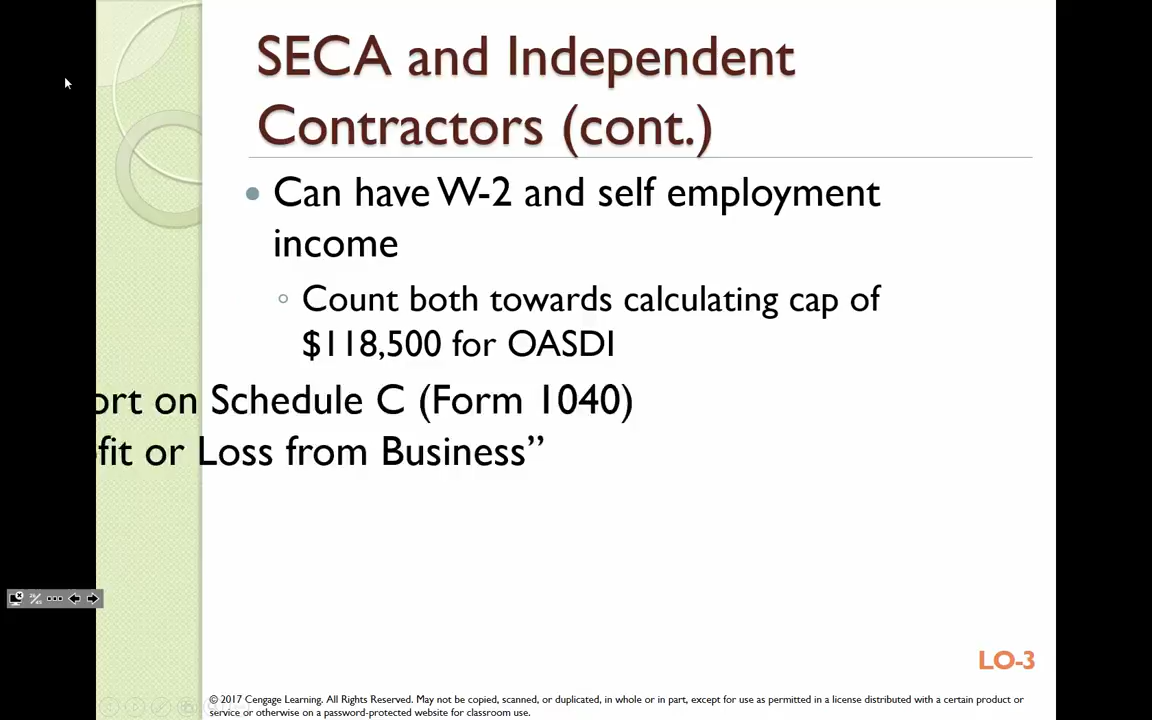 SECA and Independent
Contractors (cont.)
Can have W-2 and self employment
income
Count both towards calculating cap of
$118,500 for OASDI
ort on Schedule C (Form 1040)
fit or Loss from Business”
LO-3
© 2017 Cengage Learning. All Rights Reserved. May not be copied, scanned, or duplicated, in whole or in part, except for use as permitted in a license distributed with a certain product or
service or otherwise on a password-protected website for classroom use.